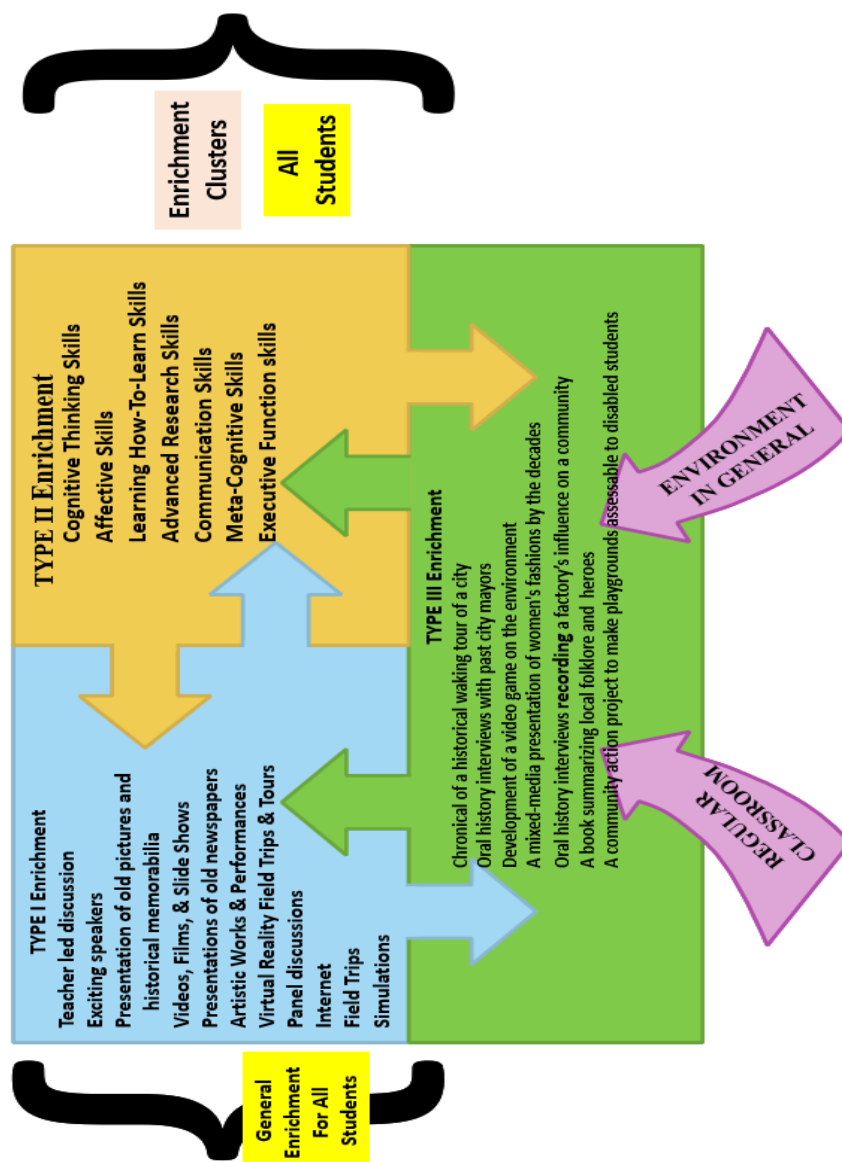 General
Enrichment
For All
Students
TYPE I Enrichment
Teacher led discussion
Exciting speakers
Presentation of old pictures and
historical memorabilia
Videos, Films, & Slide Shows
Presentations of old newspapers
Artistic Works & Performances
Virtual Reality Field Trips & Tours
Panel discussions
Internet
Field Trips
Simulations
TYPE II Enrichment
Cognitive Thinking Skills
Affective Skills
Learning How-To-Learn Skills
Advanced Research Skills
Communication Skills
Meta-Cognitive Skills
Executive Function skills
Enrichment
Clusters
All
Students
TYPE III Enrichment
Chronical of a historical waking tour of a city
Oral history interviews with past city mayors
Development of a video game on the environment
A mixed-media presentation of women's fashions by the decades
Oral history interviews recording a factory's influence on a community
A book summarizing local folklore and heroes
A community action project to make playgrounds assessable to disabled students
REGULAR
CLASSROOM
ENVIRONMENT
IN GENERAL